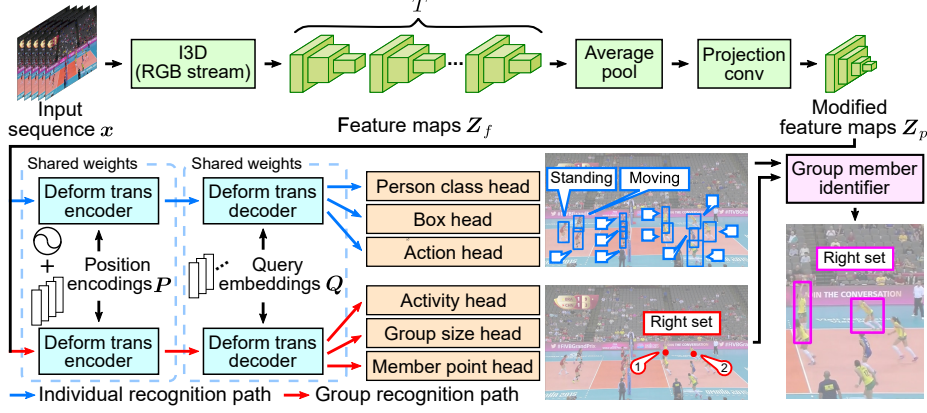 T
I3D
(RGB stream)
...
Average
pool
Projection
conv
Input
sequence x
Feature maps Z_f
Modified
feature maps Z_p
Shared weights
Shared weights
Deform trans
encoder
Deform trans
decoder
Person class head
Box head
Action head
Standing
Moving
Group member
identifier
+
Position
encodings P
...
Query
embeddings Q
Right set
IN THE CONVERSATION
Deform trans
encoder
Deform trans
decoder
Activity head
Group size head
Member point head
Right set
1
2
Individual recognition path
Group recognition path